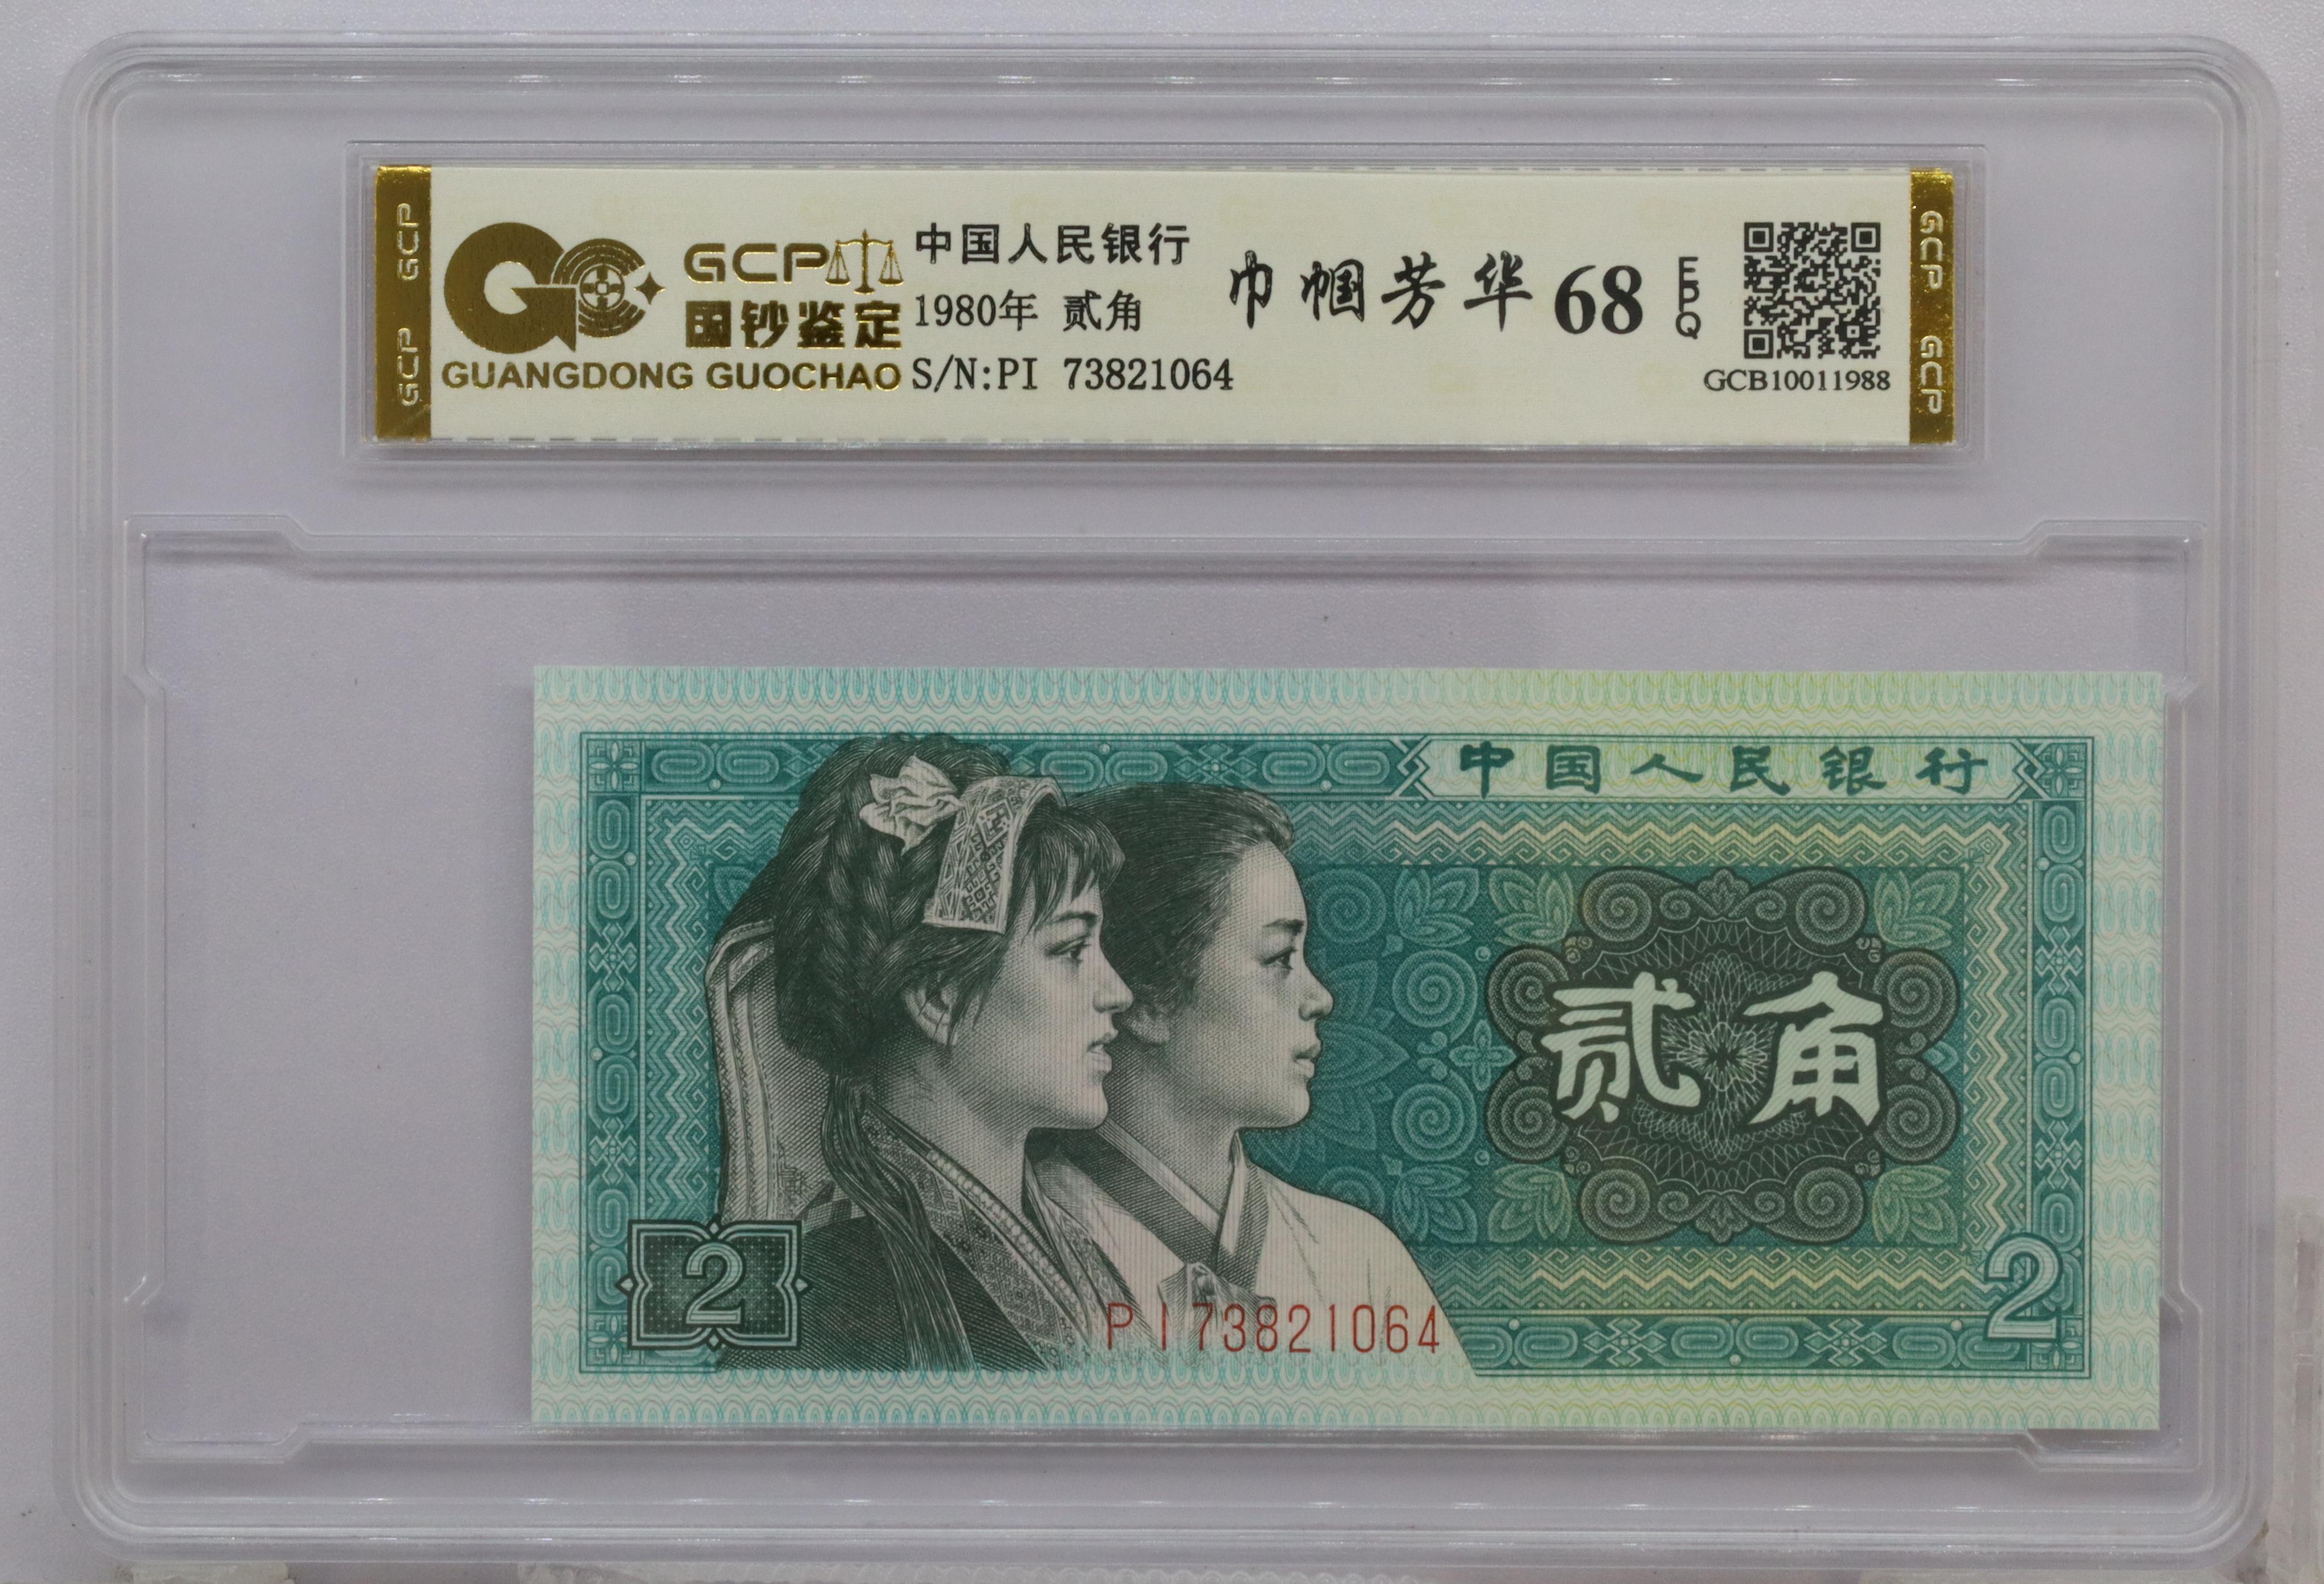 GCP GCP
GCP
国钞鉴定
GUANGDONG GUOCHAO
中国人民银行
1980年 贰角
S/N:PI 73821064
巾帼芳华 68 EPQ
GCB10011988
GCP GCP
中国人民银行
贰角
2
2
PI73821064